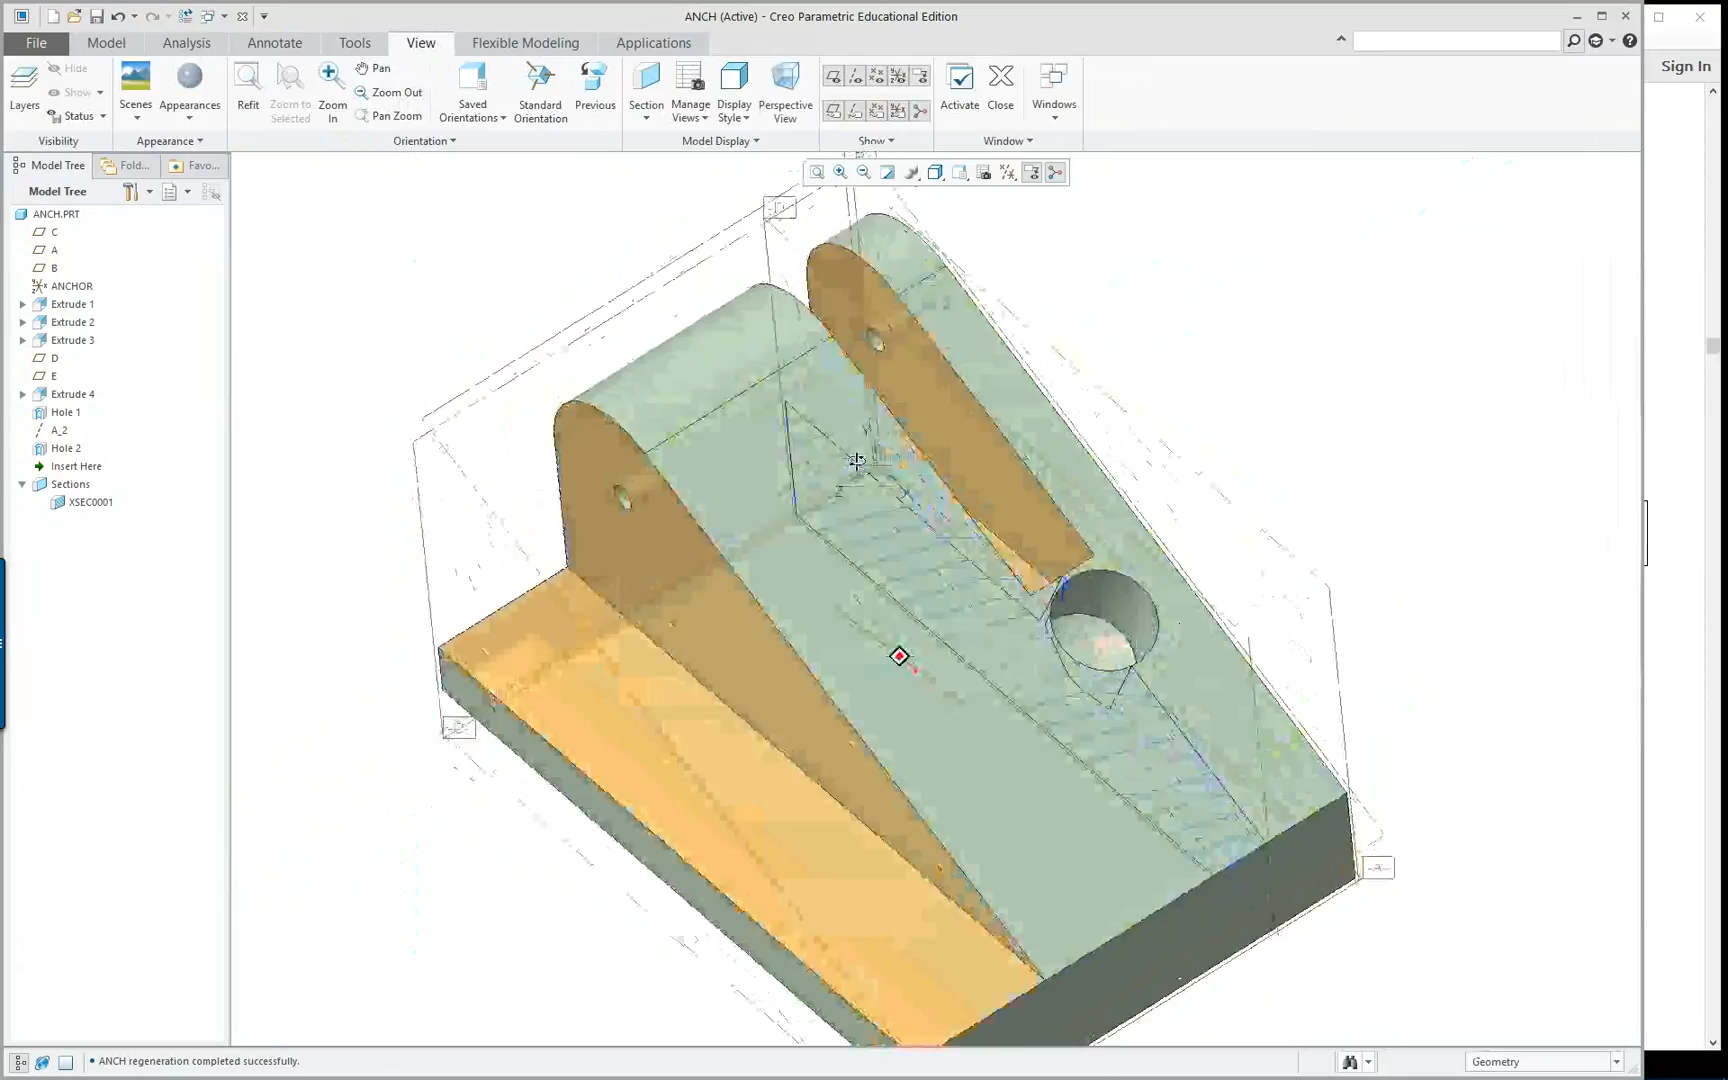 ANCH (Active) - Creo Parametric Educational Edition
File
Model
Analysis
Annotate
Tools
View
Flexible Modeling
Applications
Sign In
Hide
Show
Status
Layers
Visibility
Scenes
Appearances
Appearance
Refit
Zoom to
Selected
Zoom
In
Pan
Zoom Out
Pan Zoom
Saved
Orientations
Standard
Orientation
Previous
Orientation
Section
Manage
Views
Display
Style
Perspective
View
Model Display
Show
Activate
Close
Windows
Window
Model Tree
Fold...
Favo...
Model Tree
ANCH.PRT
C
A
B
ANCHOR
Extrude 1
Extrude 2
Extrude 3
D
E
Extrude 4
Hole 1
A_2
Hole 2
Insert Here
Sections
XSEC0001
• ANCH regeneration completed successfully.
Geometry